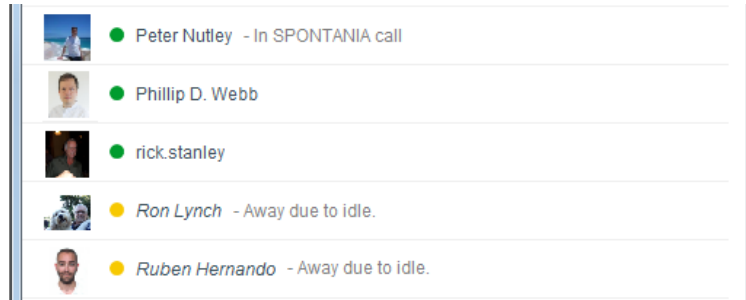 Peter Nutley - In SPONTANIA call
Phillip D. Webb
rick.stanley
Ron Lynch - Away due to idle.
Ruben Hernando - Away due to idle.